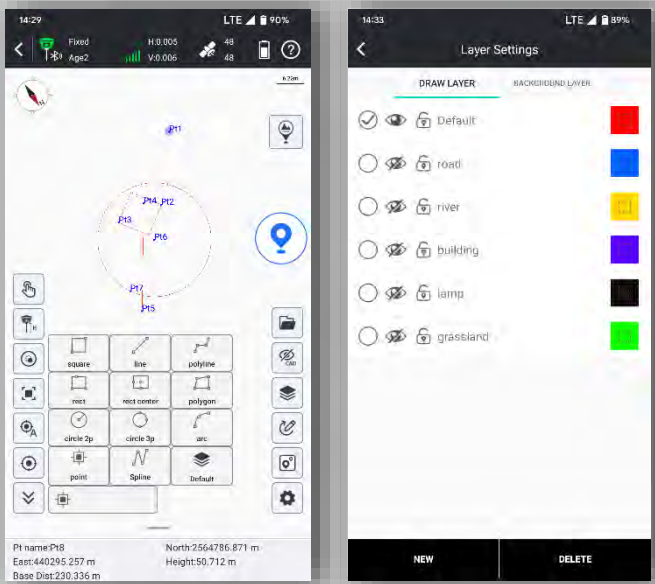 14:29
LTE 90%
Fixed
H:0.005
48
Age2
V:0.006
48
N
Pt1
Pt4
Pt2
Pt3
Pt6
Pt7
Pt5
H
CAD
A
square
line
polyline
rect
rect center
polygon
circle 2p
circle 3p
arc
point
Spline
Default
Pt name:Pt8
North:2564786.871 m
East:440295.257 m
Height:50.712 m
Base Dist:230.336 m
14:33
LTE 89%
Layer Settings
DRAW LAYER
BACKGROUND LAYER
Default
road
river
building
lamp
grassland
NEW
DELETE